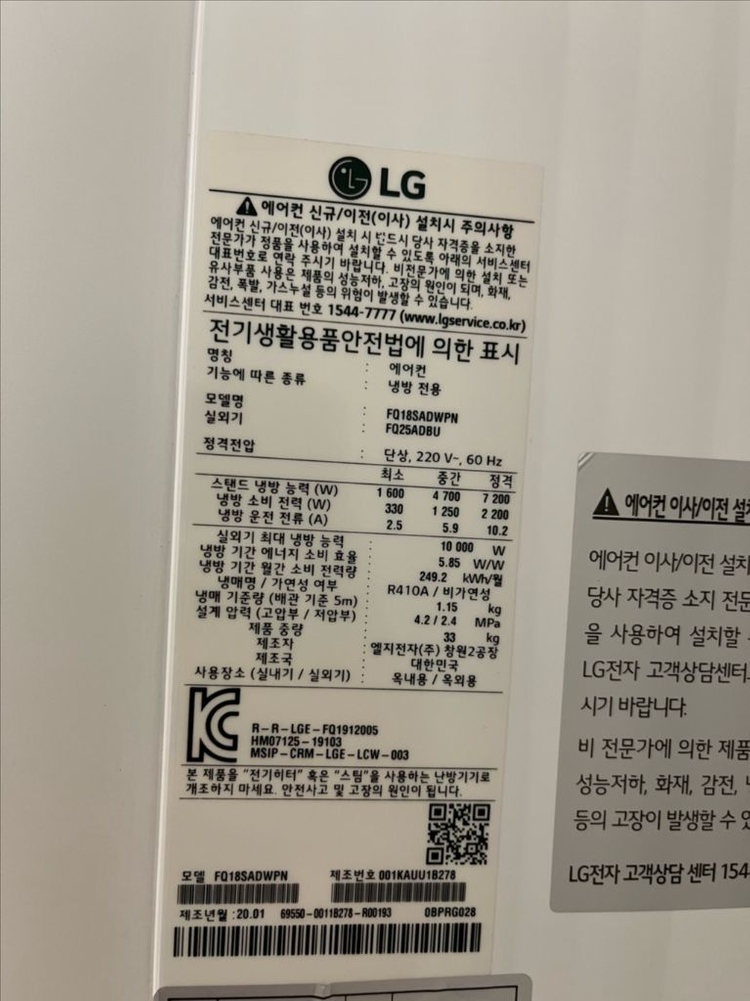 LG
⚠ 에어컨 신규/이전(이사) 설치시 주의사항
에어컨 신규/이전(이사) 설치 시 반드시 당사 자격증을 소지한
전문가가 정품을 사용하여 설치할 수 있도록 아래의 서비스센터
대표번호로 연락 주시기 바랍니다. 비전문가에 의한 설치 또는
유사부품 사용은 제품의 성능저하, 고장의 원인이 되며, 화재,
감전, 폭발, 가스누설 등의 위험이 발생할 수 있습니다.
서비스센터 대표 번호 1544-7777 (www.lgservice.co.kr)
전기생활용품안전법에 의한 표시
명칭 : 에어컨
기능에 따른 종류 : 냉방 전용
모델명 : FQ18SADWPN
실외기 : FQ25ADBU
정격전압 : 단상, 220 V~, 60 Hz
최소 중간 정격
스탠드 냉방 능력 (W) 1 600 4 700 7 200
냉방 소비 전력 (W) 330 1 250 2 200
냉방 운전 전류 (A) 2.5 5.9 10.2
실외기 최대 냉방 능력 : 10 000 W
냉방 기간 에너지 소비 효율 : 5.85 W/W
냉방 기간 월간 소비 전력량 : 249.2 kWh/월
냉매명 / 가연성 여부 : R410A / 비가연성
냉매 기준량 (배관 기준 5m) : 1.15 kg
설계 압력 (고압부 / 저압부) : 4.2 / 2.4 MPa
제품 중량 : 33 kg
제조자 : 엘지전자(주) 창원2공장
제조국 : 대한민국
사용장소 (실내기 / 실외기) : 옥내용 / 옥외용
R-R-LGE-FQ1912005
HM07125-19103
MSIP-CRM-LGE-LCW-003
본 제품을 "전기히터" 혹은 "스팀"을 사용하는 난방기기로
개조하지 마세요. 안전사고 및 고장의 원인이 됩니다.
모델 FQ18SADWPN 제조번호 001KAUU1B278
제조년월 : 20.01 69550-0011B278-R00193 0BPRG028
⚠ 에어컨 이사/이전 설치
에어컨 이사/이전 설치
당사 자격증 소지 전문
을 사용하여 설치할
LG전자 고객상담센터
시기 바랍니다.
비 전문가에 의한 제품
성능저하, 화재, 감전,
등의 고장이 발생할 수
LG전자 고객상담 센터 154